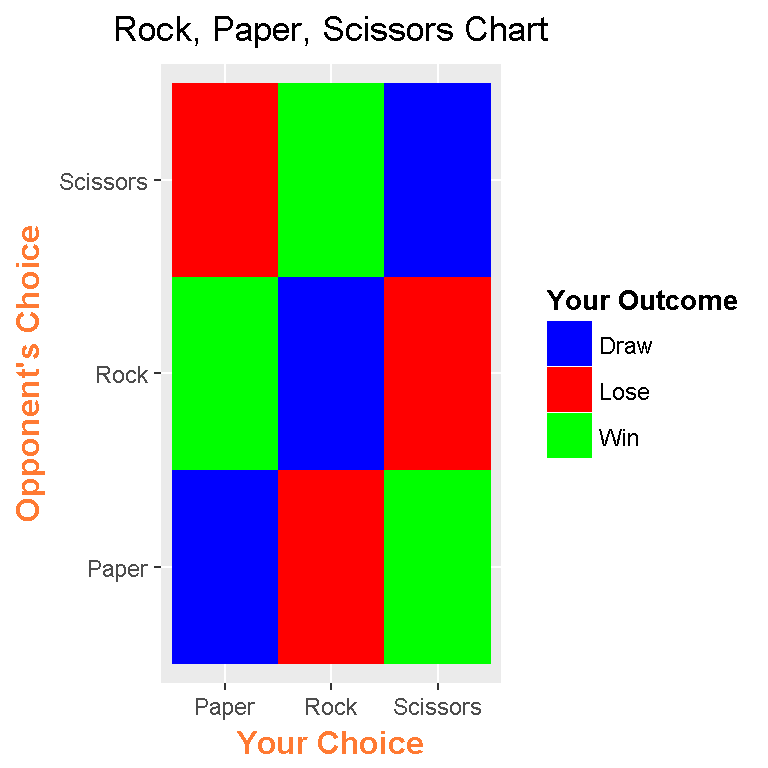 Rock, Paper, Scissors Chart
Opponent's Choice
Scissors
Rock
Paper
Paper Rock Scissors
Your Choice
Your Outcome
Draw
Lose
Win